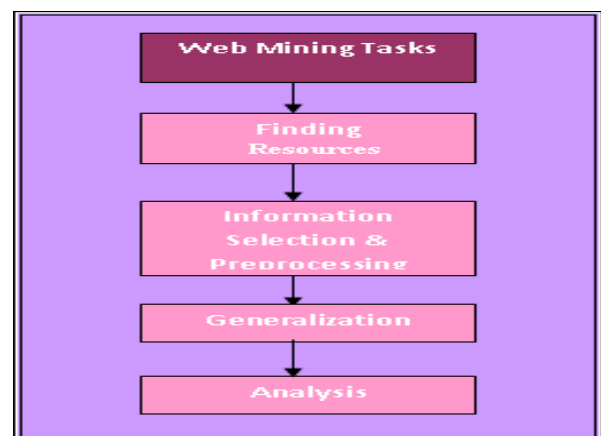 Web Mining Tasks
Finding
Resources
Information
Selection &
Preprocessing
Generalization
Analysis